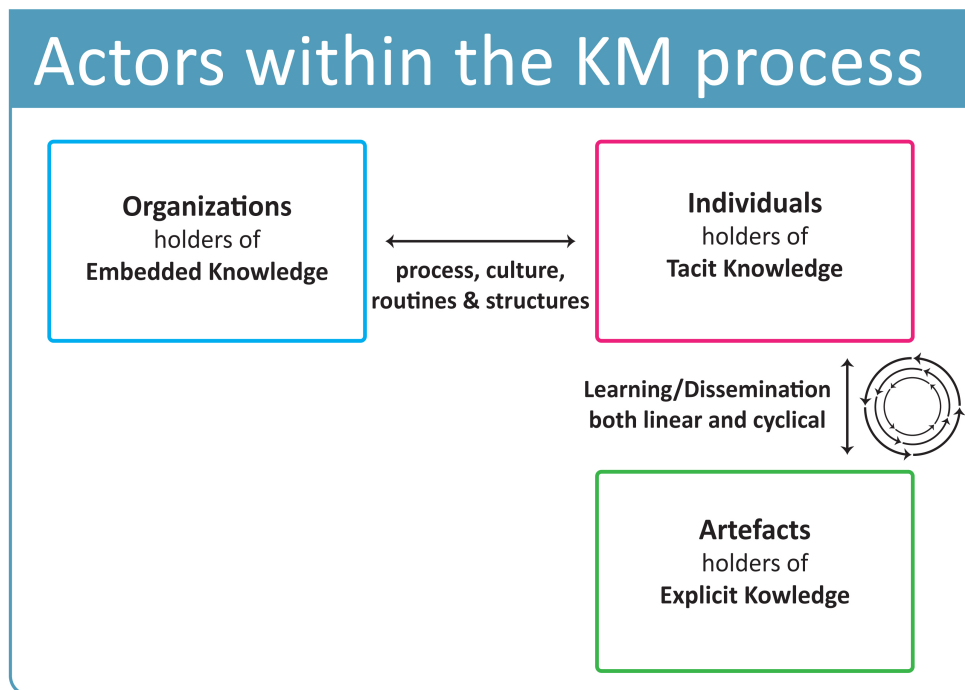 Actors within the KM process
Organizations
holders of
Embedded Knowledge
process, culture,
routines & structures
Individuals
holders of
Tacit Knowledge
Learning/Dissemination
both linear and cyclical
Artefacts
holders of
Explicit Kowledge